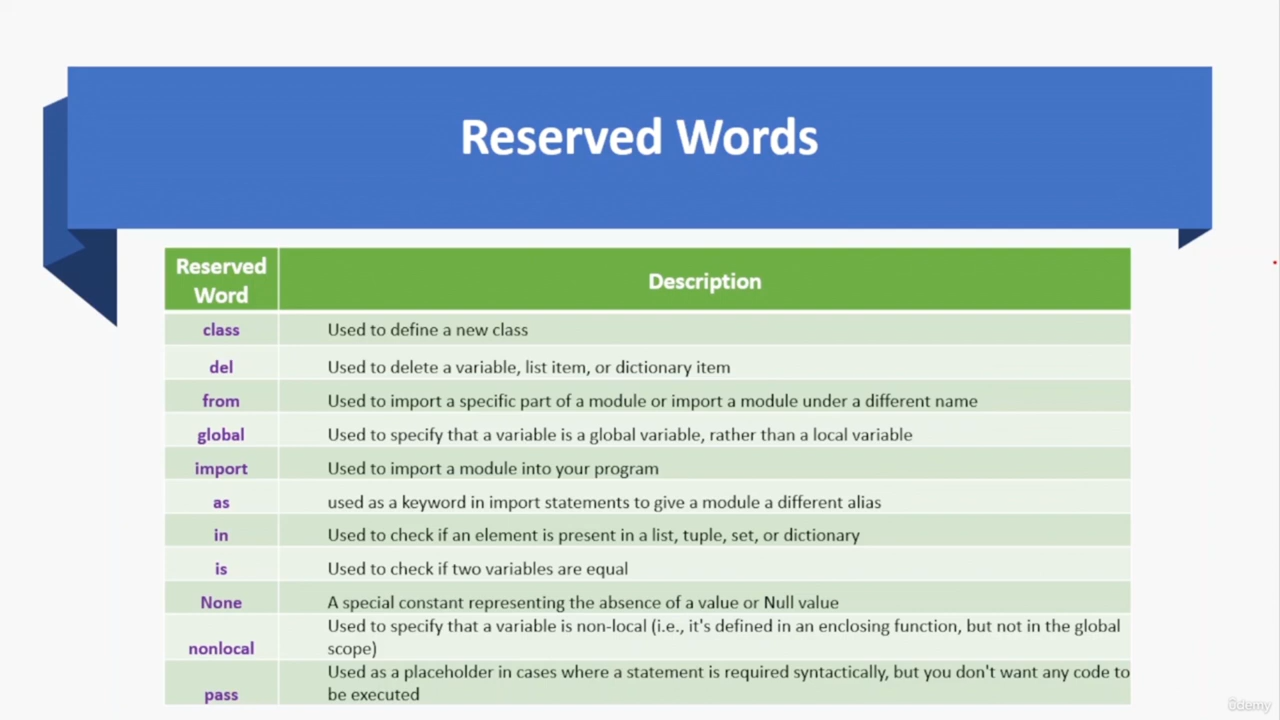 Reserved Words
Reserved
Word
Description
class
Used to define a new class
del
Used to delete a variable, list item, or dictionary item
from
Used to import a specific part of a module or import a module under a different name
global
Used to specify that a variable is a global variable, rather than a local variable
import
Used to import a module into your program
as
used as a keyword in import statements to give a module a different alias
in
Used to check if an element is present in a list, tuple, set, or dictionary
is
Used to check if two variables are equal
None
A special constant representing the absence of a value or Null value
nonlocal
Used to specify that a variable is non-local (i.e., it's defined in an enclosing function, but not in the global
scope)
pass
Used as a placeholder in cases where a statement is required syntactically, but you don't want any code to
be executed
ûdemy